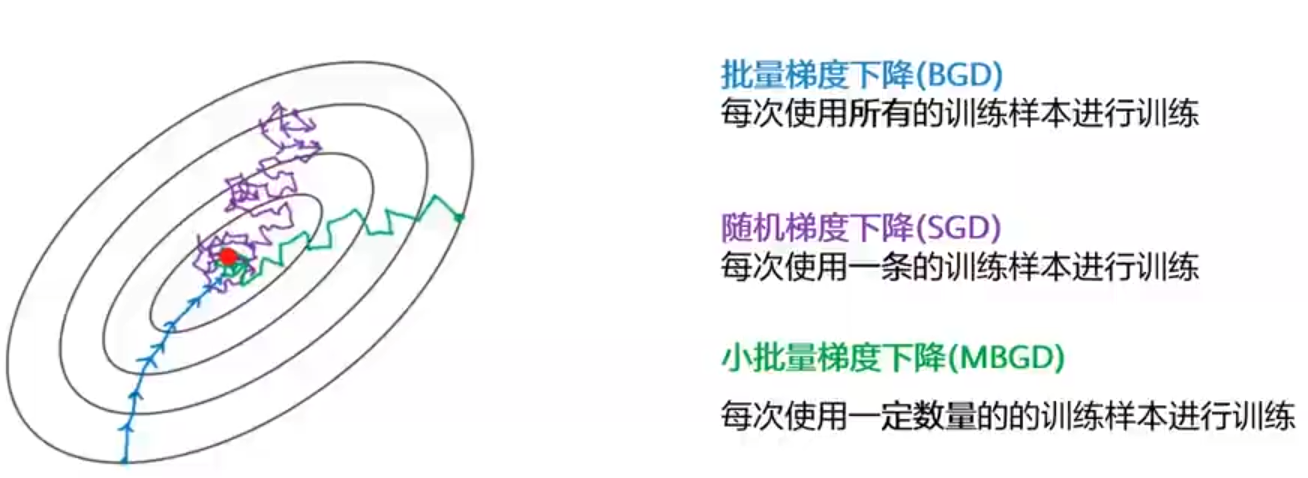 批量梯度下降(BGD)
每次使用所有的训练样本进行训练
随机梯度下降(SGD)
每次使用一条的训练样本进行训练
小批量梯度下降(MBGD)
每次使用一定数量的的训练样本进行训练